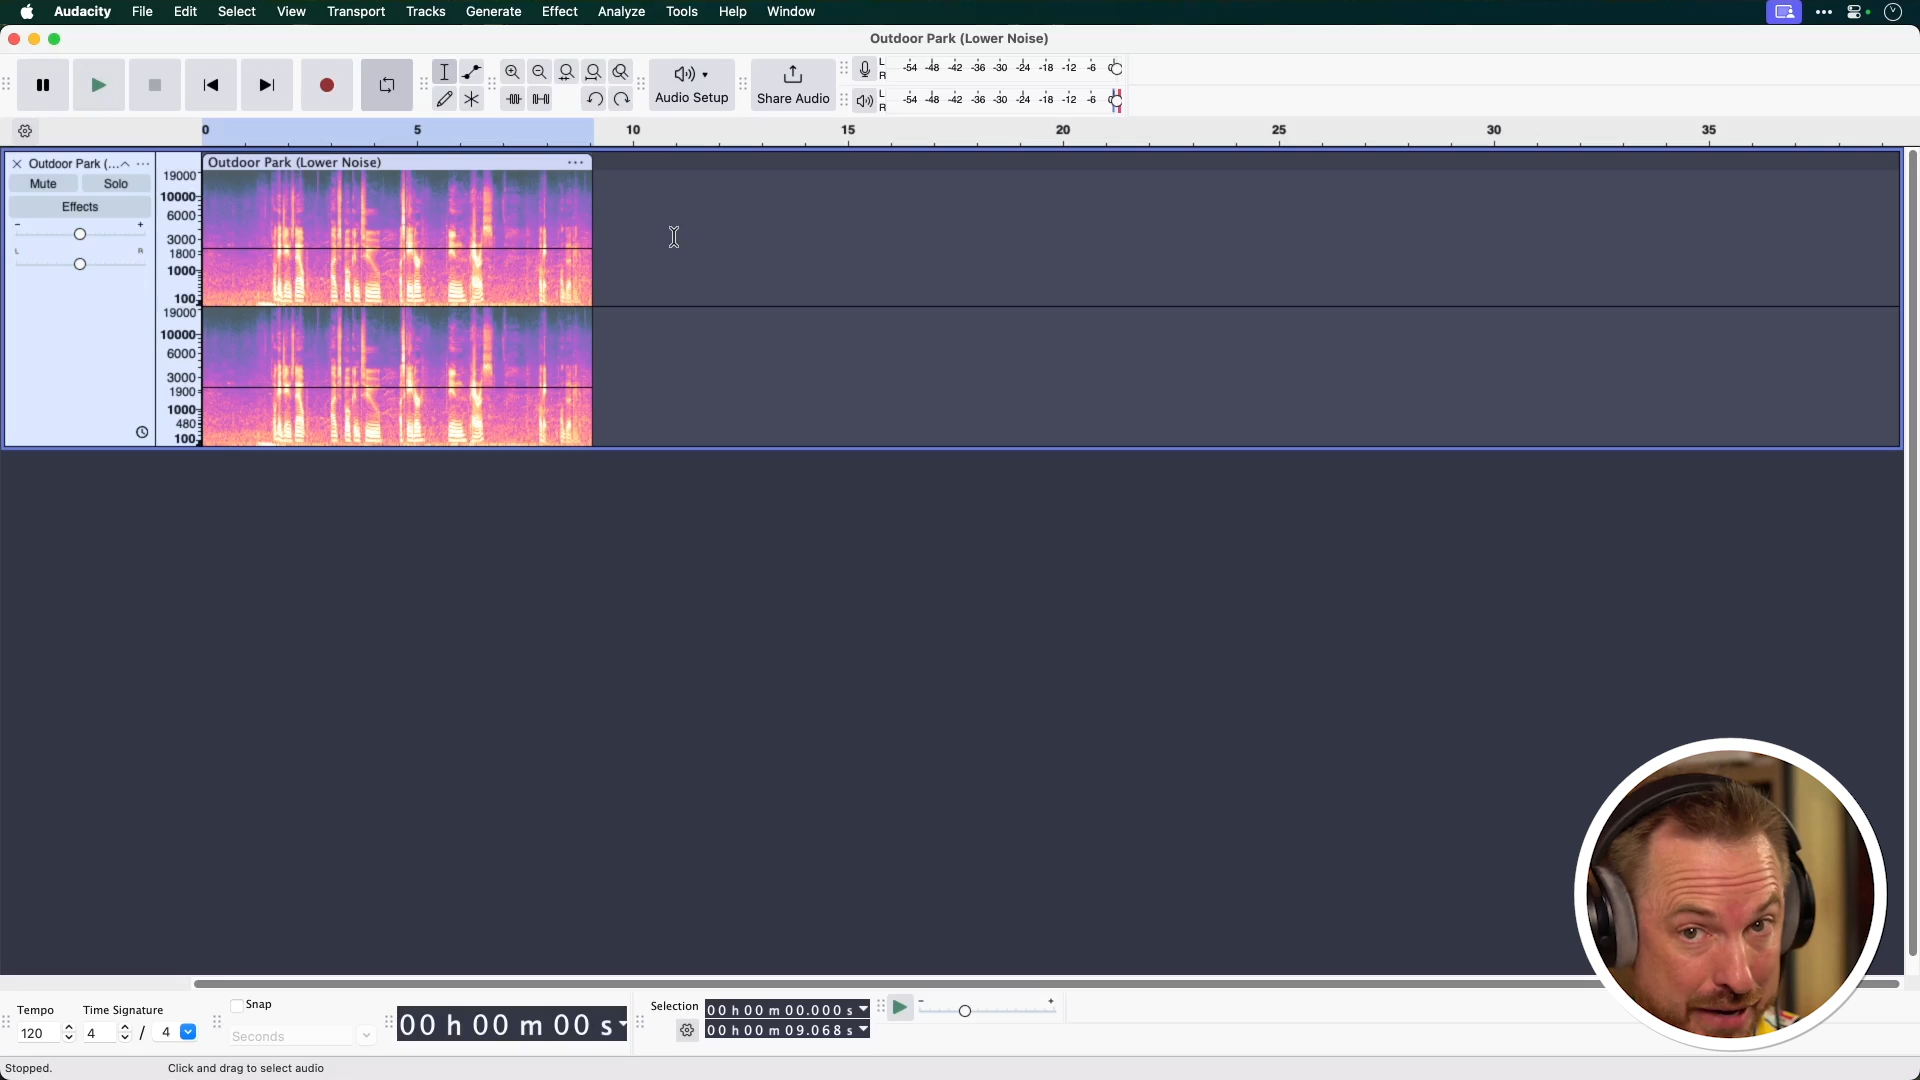 Audacity File Edit Select View Transport Tracks Generate Effect Analyze Tools Help Window
Outdoor Park (Lower Noise)
Audio Setup
Share Audio
L
R
-54 -48 -42 -36 -30 -24 -18 -12 -6
L
R
-54 -48 -42 -36 -30 -24 -18 -12 -6
0 5 10 15 20 25 30 35
Outdoor Park (...
Mute Solo
Effects
- +
L R
19000
10000
6000
3000
1800
1000
100
19000
10000
6000
3000
1900
1000
480
100
Outdoor Park (Lower Noise) ...
Tempo
120
Time Signature
4 / 4
Snap
Seconds
00 h 00 m 00 s
Selection
00 h 00 m 00.000 s
00 h 00 m 09.068 s
- +
Stopped.
Click and drag to select audio